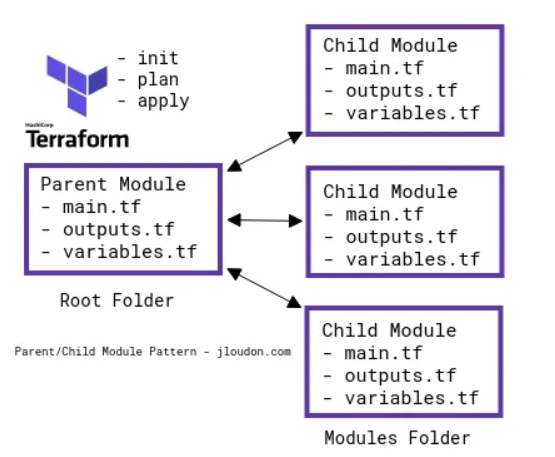 - init
- plan
- apply
HashiCorp
Terraform
Parent Module
- main.tf
- outputs.tf
- variables.tf
Root Folder
Parent/Child Module Pattern - jloudon.com
Child Module
- main.tf
- outputs.tf
- variables.tf
Child Module
- main.tf
- outputs.tf
- variables.tf
Child Module
- main.tf
- outputs.tf
- variables.tf
Modules Folder